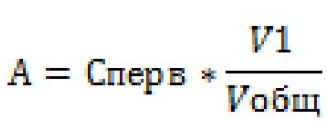 A = Сперв * V1 / Vобщ